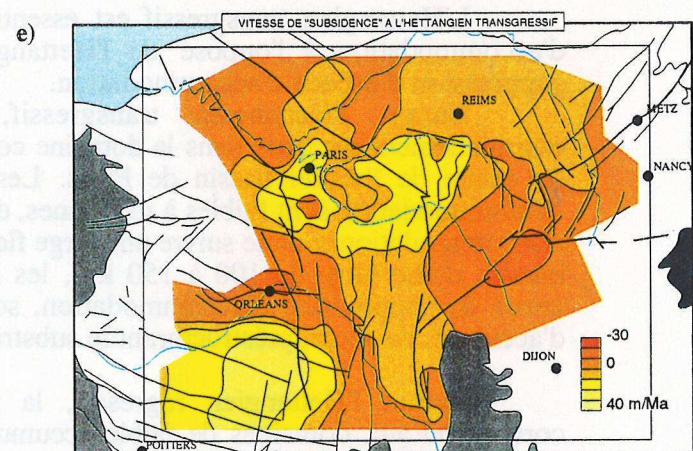 e)
VITESSE DE "SUBSIDENCE" A L'HETTANGIEN TRANSGRESSIF
REIMS
METZ
PARIS
NANCY
ORLEANS
DIJON
-30
0
40 m/Ma
POITIERS